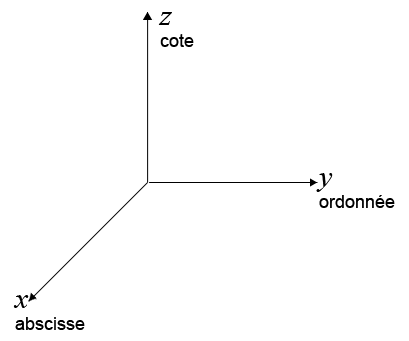 z
cote
y
ordonnée
x
abscisse